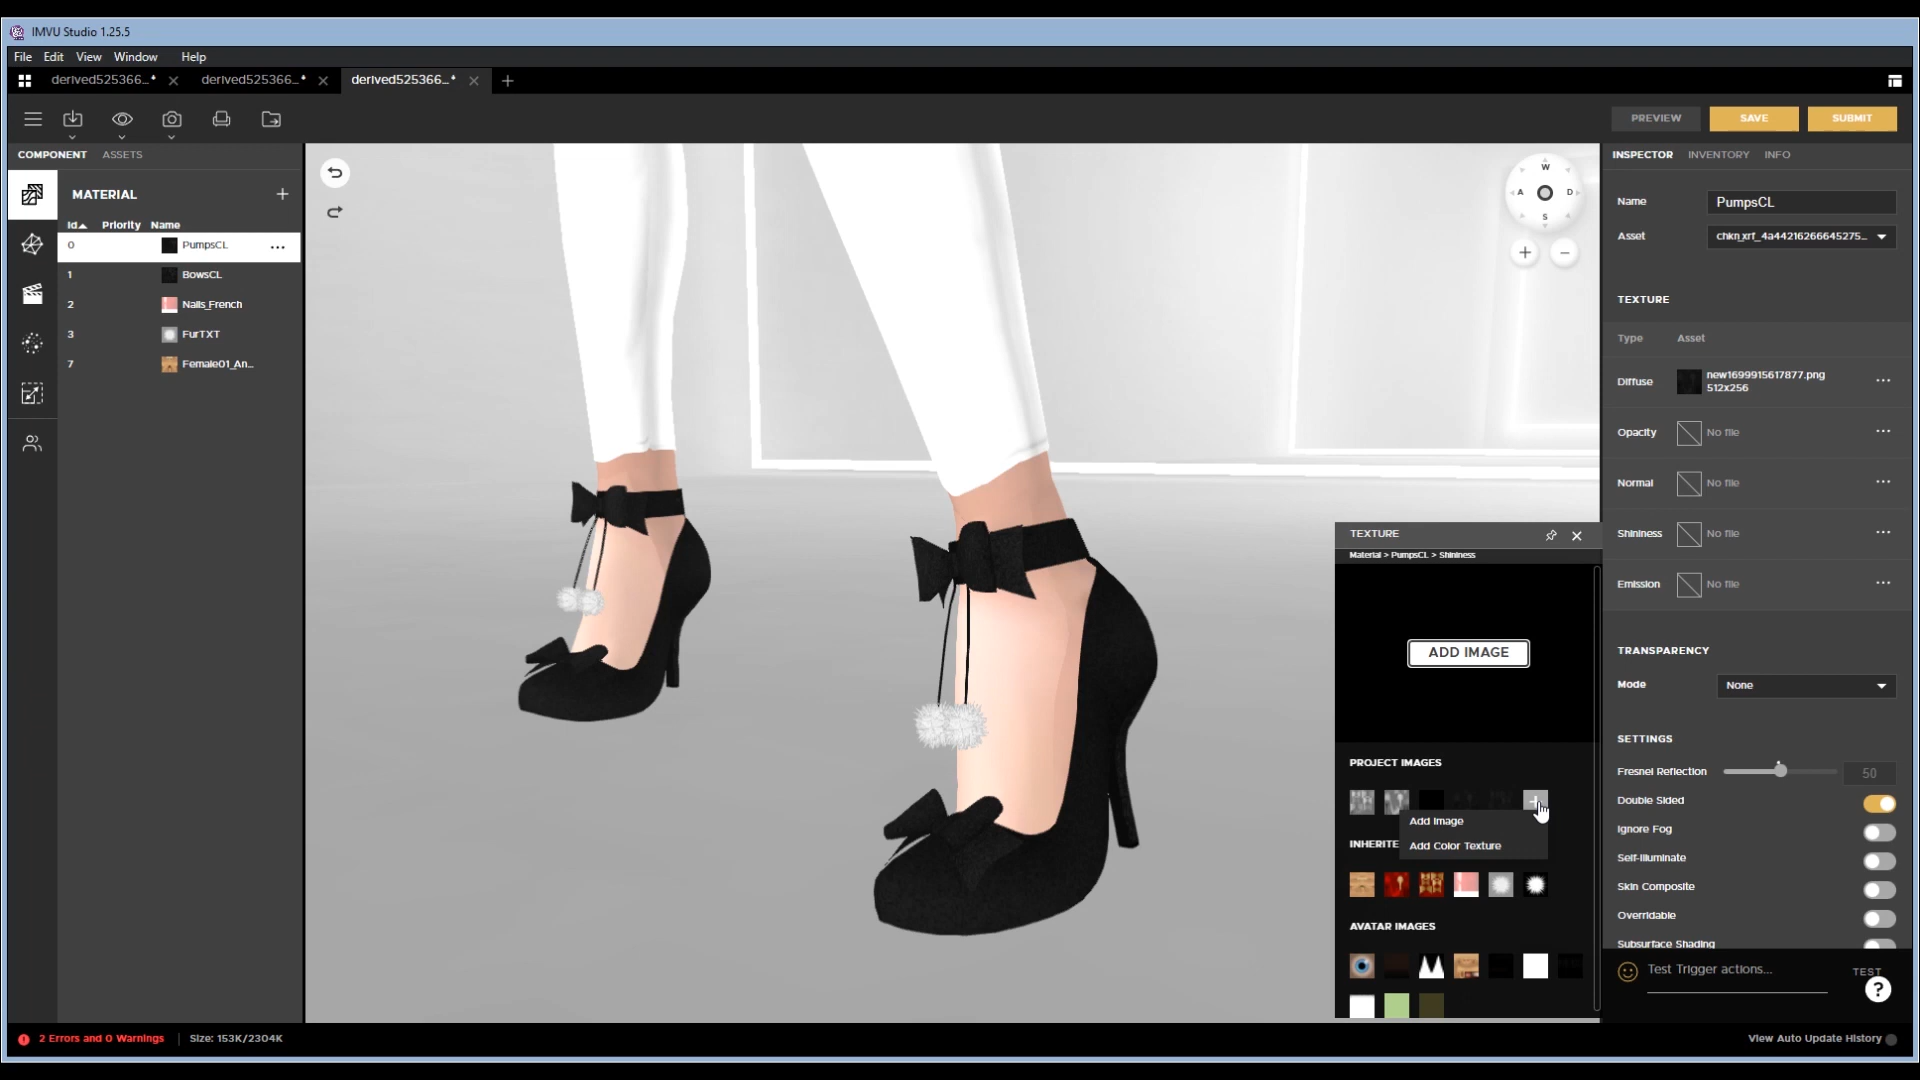 IMVU Studio 1.25.5
File Edit View Window Help
derived525366...* derived525366...* derived525366...*
PREVIEW SAVE SUBMIT
COMPONENT ASSETS
INSPECTOR INVENTORY INFO
MATERIAL
Id Priority Name
0 PumpsCL
1 BowsCL
2 Nails_French
3 FurTXT
7 Female01_An...
W
A D
S
Name PumpsCL
Asset chkn_xrf_4a44216266645275...
TEXTURE
Type Asset
Diffuse new1699915617877.png
512x256
Opacity No file
Normal No file
Shininess No file
Emission No file
TRANSPARENCY
Mode None
SETTINGS
Fresnel Reflection 50
Double Sided
Ignore Fog
Self-Illuminate
Skin Composite
Overridable
Subsurface Shading
Test Trigger actions... TEST
?
TEXTURE
Material > PumpsCL > Shininess
ADD IMAGE
PROJECT IMAGES
Add Image
Add Color Texture
INHERITE
AVATAR IMAGES
2 Errors and 0 Warnings Size: 153K/2304K
View Auto Update History